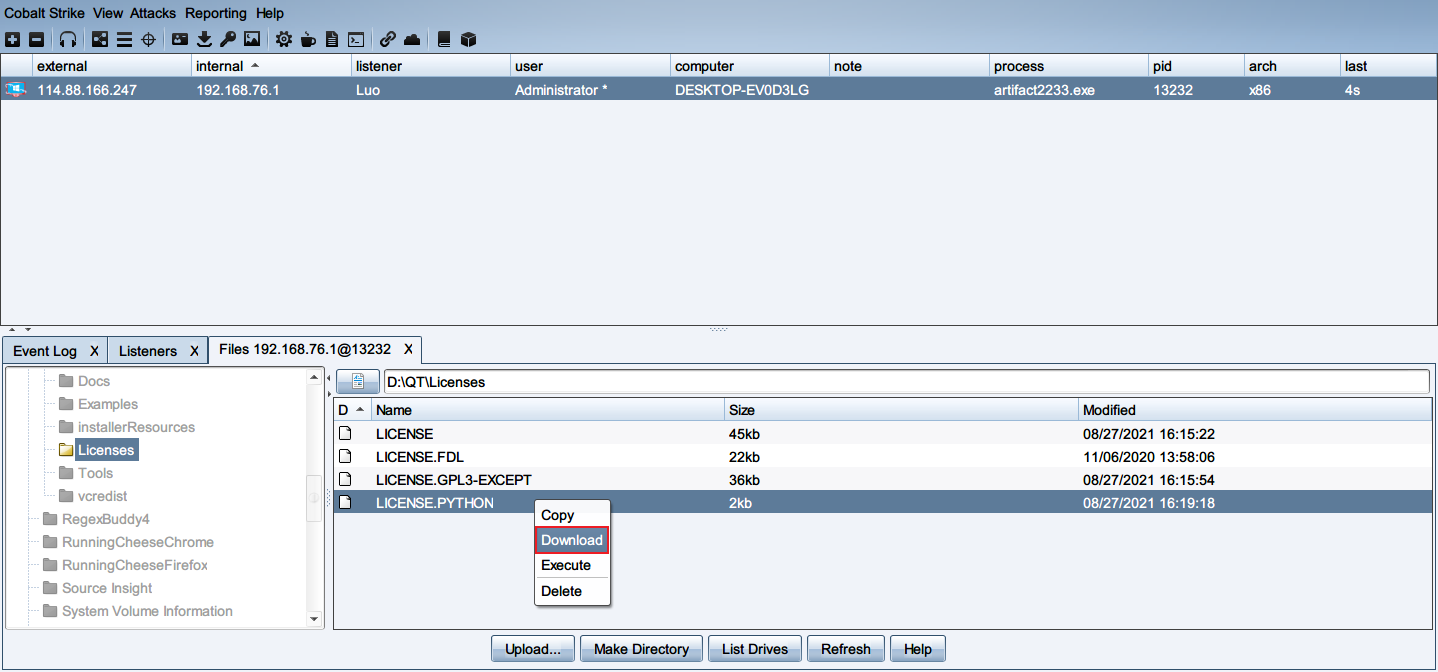 Cobalt Strike View Attacks Reporting Help
external internal listener user computer note process pid arch last
114.88.166.247 192.168.76.1 Luo Administrator * DESKTOP-EV0D3LG artifact2233.exe 13232 x86 4s
Event Log X Listeners X Files 192.168.76.1@13232 X
Docs
Examples
installerResources
Licenses
Tools
vcredist
RegexBuddy4
RunningCheeseChrome
RunningCheeseFirefox
Source Insight
System Volume Information
D:\QT\Licenses
D Name Size Modified
LICENSE 45kb 08/27/2021 16:15:22
LICENSE.FDL 22kb 11/06/2020 13:58:06
LICENSE.GPL3-EXCEPT 36kb 08/27/2021 16:15:54
LICENSE.PYTHON 2kb 08/27/2021 16:19:18
Copy
Download
Execute
Delete
Upload... Make Directory List Drives Refresh Help